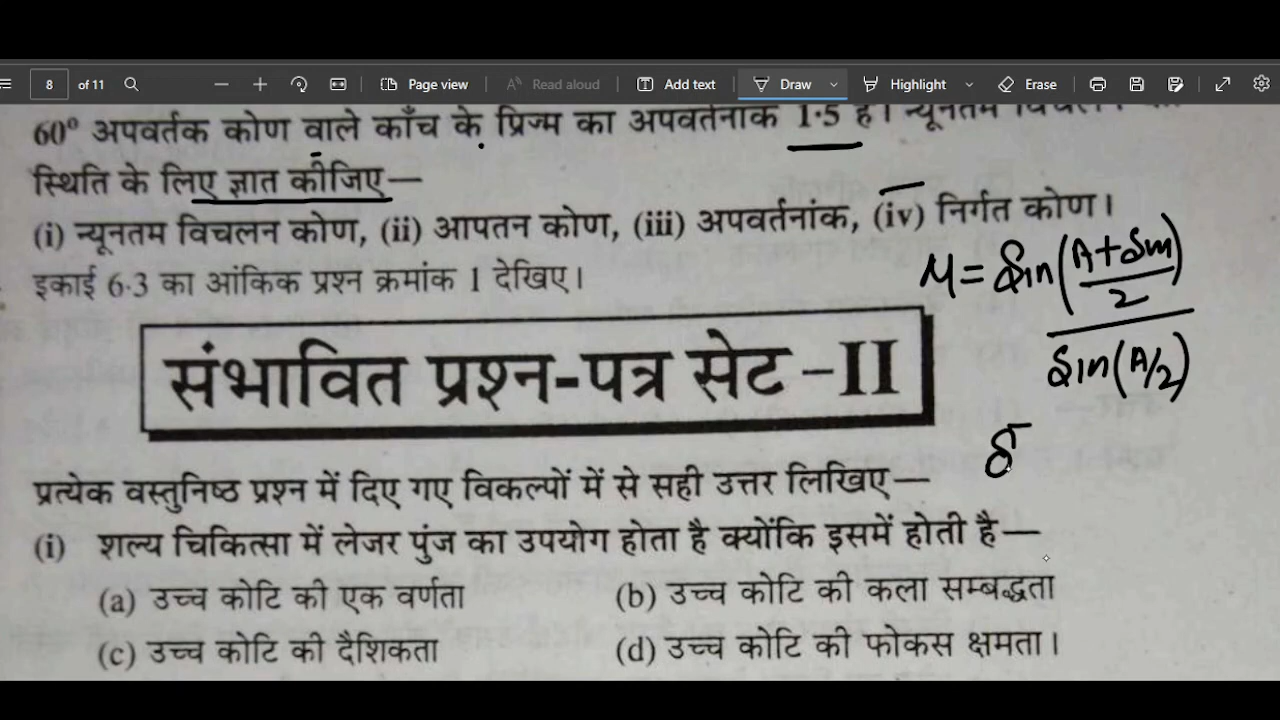 8 of 11 Page view Read aloud Add text Draw Highlight Erase
60° अपवर्तक कोण वाले काँच के प्रिज्म का अपवर्तनांक 1·5 है। न्यूनतम
स्थिति के लिए ज्ञात कीजिए—
(i) न्यूनतम विचलन कोण, (ii) आपतन कोण, (iii) अपवर्तनांक, (iv) निर्गत कोण।
इकाई 6·3 का आंकिक प्रश्न क्रमांक 1 देखिए।
μ = Sin(A+δm/2)
Sin(A/2)
संभावित प्रश्न-पत्र सेट -II
δ
प्रत्येक वस्तुनिष्ठ प्रश्न में दिए गए विकल्पों में से सही उत्तर लिखिए—
(i) शल्य चिकित्सा में लेजर पुंज का उपयोग होता है क्योंकि इसमें होती है—
(a) उच्च कोटि की एक वर्णता (b) उच्च कोटि की कला सम्बद्धता
(c) उच्च कोटि की दैशिकता (d) उच्च कोटि की फोकस क्षमता।